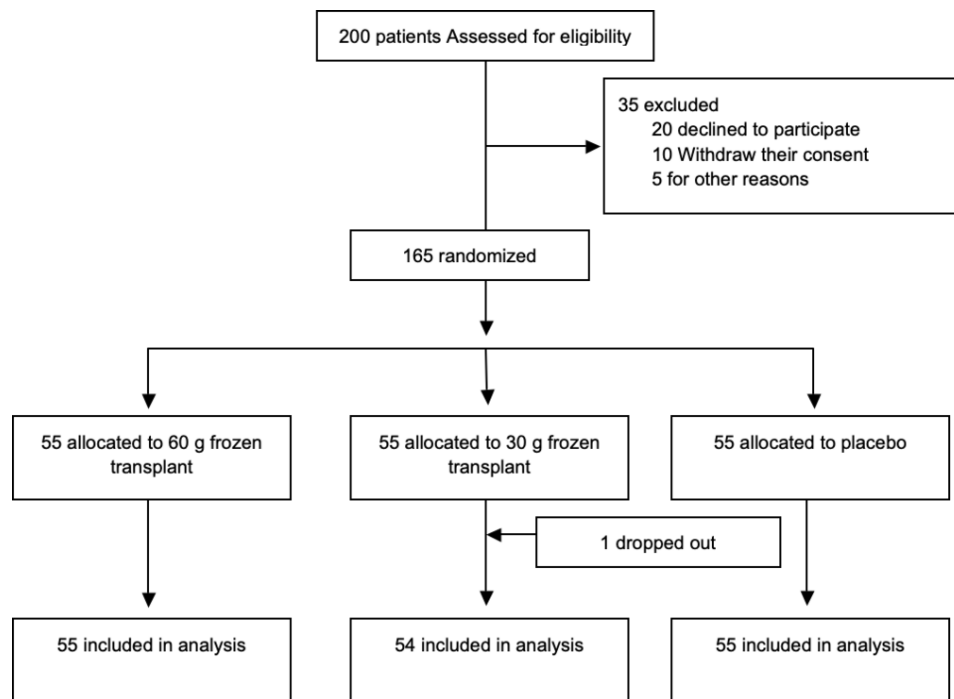 200 patients Assessed for eligibility
35 excluded
20 declined to participate
10 Withdraw their consent
5 for other reasons
165 randomized
55 allocated to 60 g frozen
transplant
55 allocated to 30 g frozen
transplant
55 allocated to placebo
1 dropped out
55 included in analysis
54 included in analysis
55 included in analysis